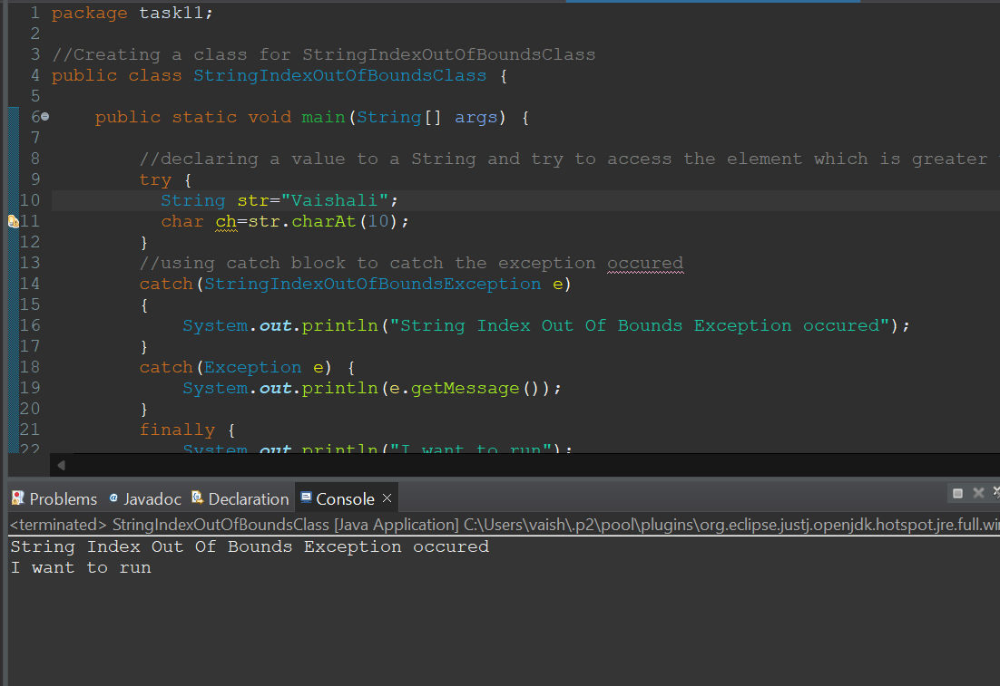 1 package task11;
2
3 //Creating a class for StringIndexOutOfBoundsClass
4 public class StringIndexOutOfBoundsClass {
5
6 public static void main(String[] args) {
7
8 //declaring a value to a String and try to access the element which is greater
9 try {
10 String str="Vaishali";
11 char ch=str.charAt(10);
12 }
13 //using catch block to catch the exception occured
14 catch(StringIndexOutOfBoundsException e)
15 {
16 System.out.println("String Index Out Of Bounds Exception occured");
17 }
18 catch(Exception e) {
19 System.out.println(e.getMessage());
20 }
21 finally {
22 System.out.println("I want to run");
Problems @ Javadoc Declaration Console ×
<terminated> StringIndexOutOfBoundsClass [Java Application] C:\Users\vaish\.p2\pool\plugins\org.eclipse.justj.openjdk.hotspot.jre.full.wi
String Index Out Of Bounds Exception occured
I want to run